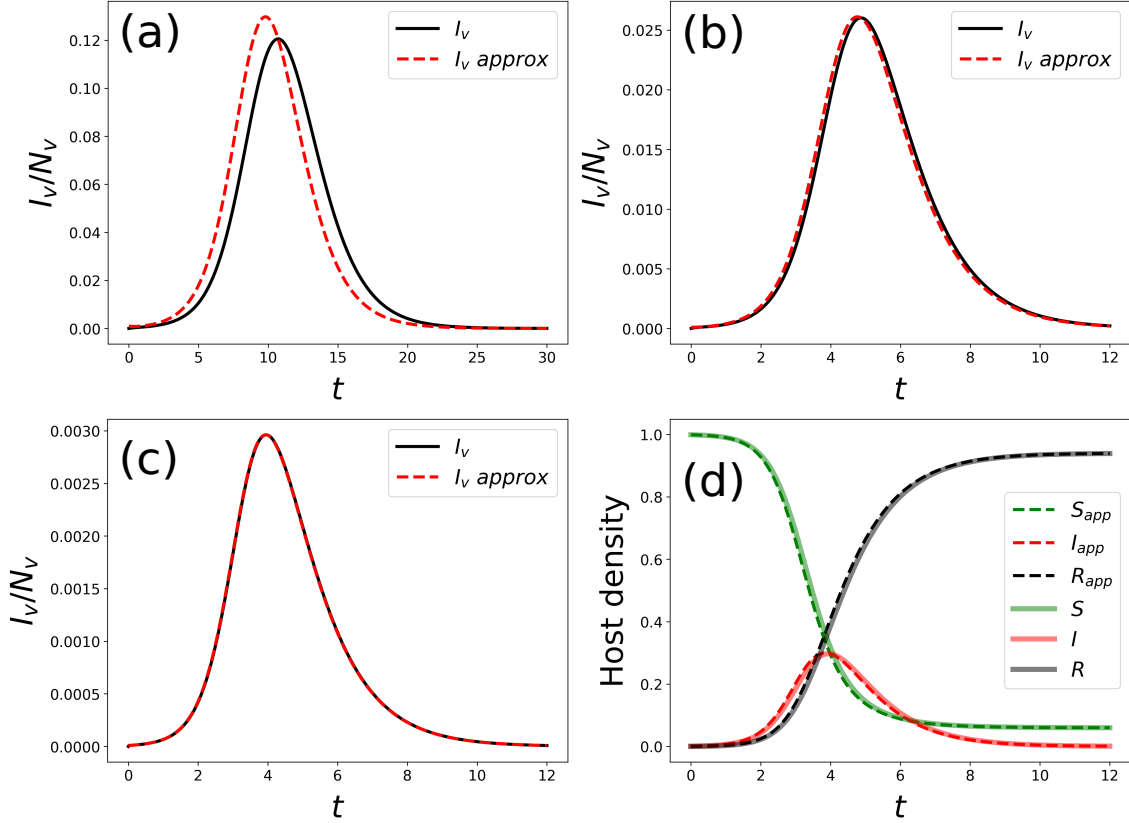 (a)
I_v
I_v approx
I_v/N_v
0.12
0.10
0.08
0.06
0.04
0.02
0.00
0 5 10 15 20 25 30
t
(b)
I_v
I_v approx
I_v/N_v
0.025
0.020
0.015
0.010
0.005
0.000
0 2 4 6 8 10 12
t
(c)
I_v
I_v approx
I_v/N_v
0.0030
0.0025
0.0020
0.0015
0.0010
0.0005
0.0000
0 2 4 6 8 10 12
t
(d)
S_app
I_app
R_app
S
I
R
Host density
1.0
0.8
0.6
0.4
0.2
0.0
0 2 4 6 8 10 12
t